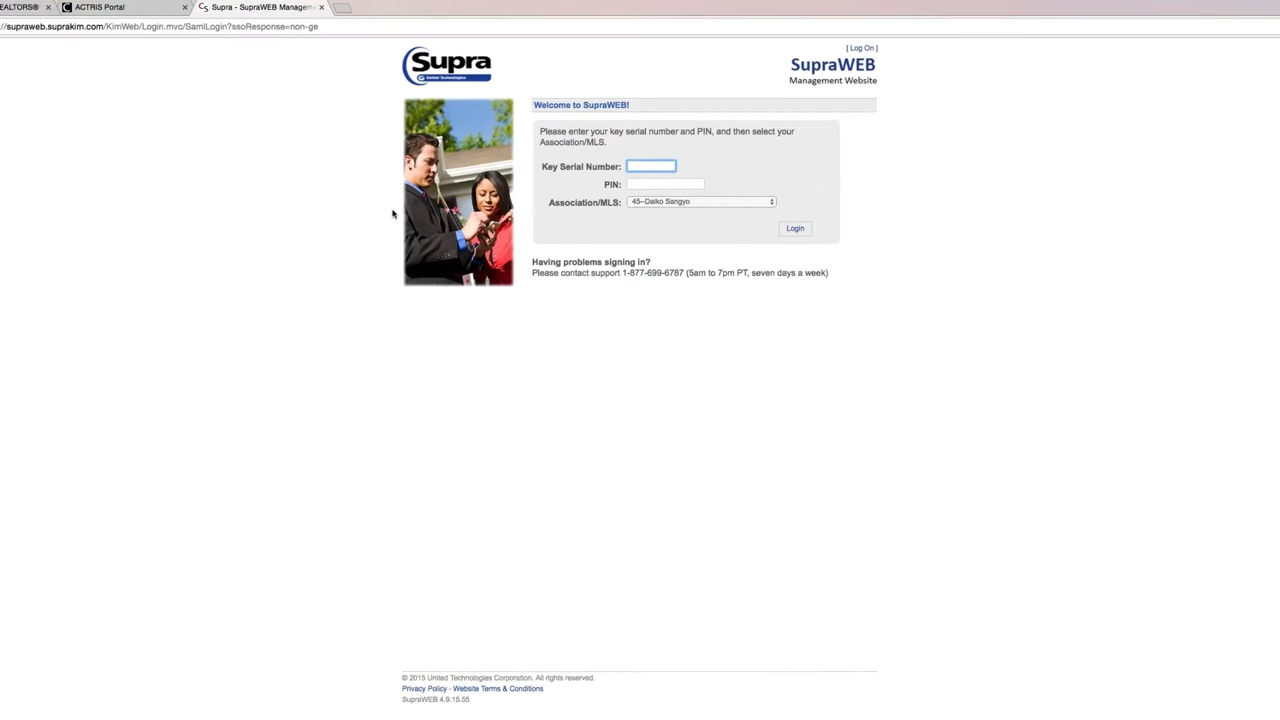 EALTORS® × ACTRIS Portal × Supra - SupraWEB Managem ×
://supraweb.suprakim.com/KimWeb/Login.mvc/SamlLogin?ssoResponse=non-ge
[ Log On ]
Supra
United Technologies
SupraWEB
Management Website
Welcome to SupraWEB!
Please enter your key serial number and PIN, and then select your
Association/MLS.
Key Serial Number:
PIN:
Association/MLS: 45--Daiko Sangyo
Login
Having problems signing in?
Please contact support 1-877-699-6787 (5am to 7pm PT, seven days a week)
© 2015 United Technologies Corporation. All rights reserved.
Privacy Policy - Website Terms & Conditions
SupraWEB 4.9.15.55